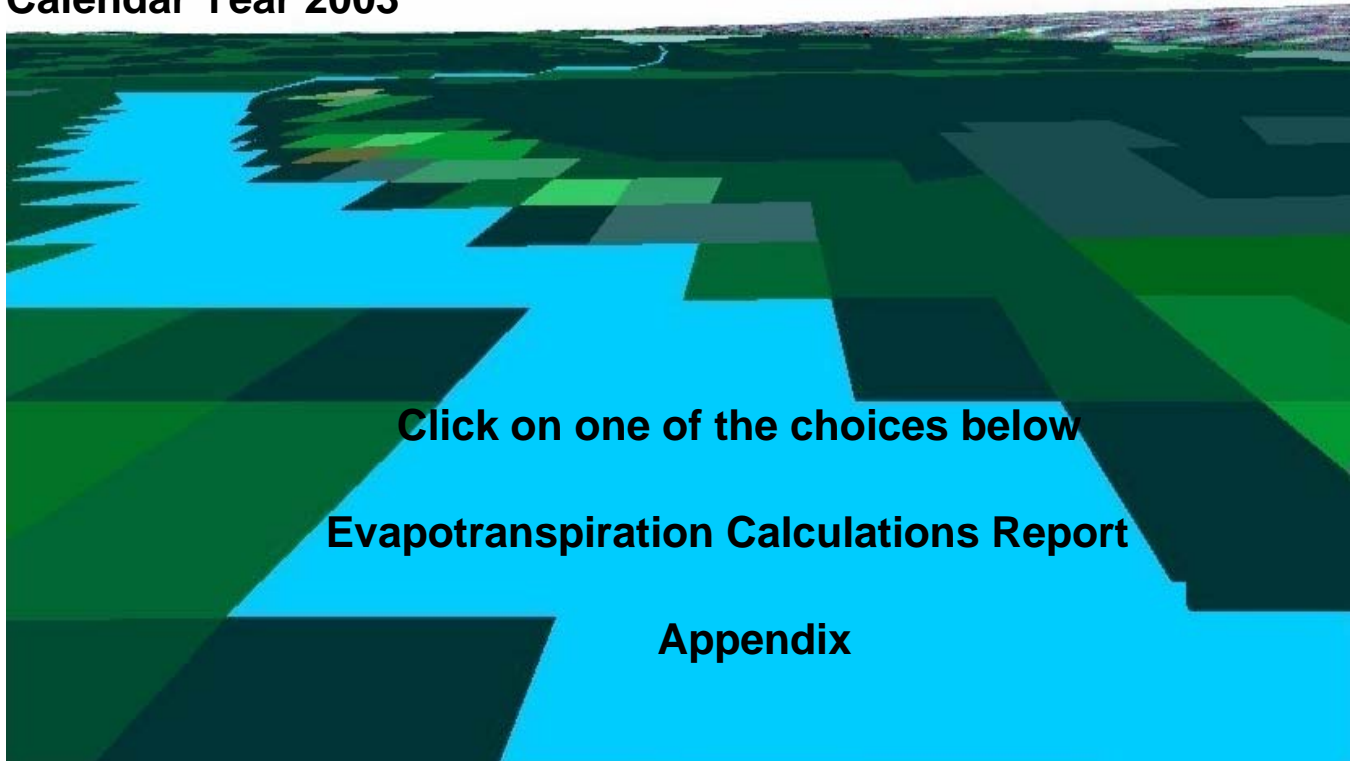 Calendar Year 2003
Click on one of the choices below
Evapotranspiration Calculations Report
Appendix